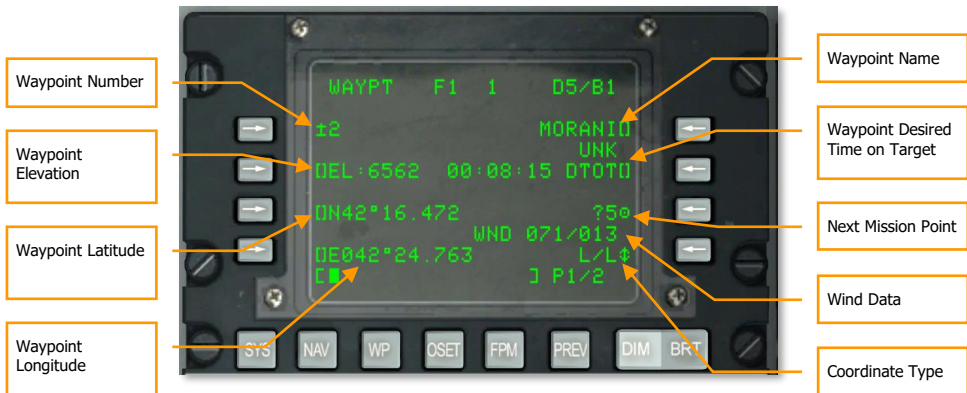 Waypoint Number
Waypoint
Elevation
Waypoint Latitude
Waypoint
Longitude
WAYPT F1 1 D5/B1
±2 MORANI▯
UNK
▯EL:6562 00:08:15 DTOT▯
▯N42°16.472 ?5⊙
WND 071/013
▯E042°24.763 L/L⇕
[█ ] P1/2
SYS NAV WP OSET FPM PREV DIM BRT
Waypoint Name
Waypoint Desired
Time on Target
Next Mission Point
Wind Data
Coordinate Type